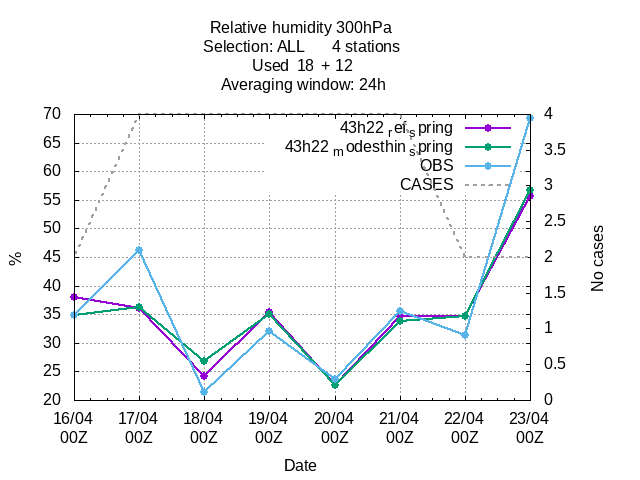 Relative humidity 300hPa
Selection: ALL 4 stations
Used 18 + 12
Averaging window: 24h
43h22 ref spring
43h22 modesthin spring
OBS
CASES
70
65
60
55
50
45
40
35
30
25
20
%
4
3.5
3
2.5
2
1.5
1
0.5
0
No cases
16/04 17/04 18/04 19/04 20/04 21/04 22/04 23/04
00Z 00Z 00Z 00Z 00Z 00Z 00Z 00Z
Date